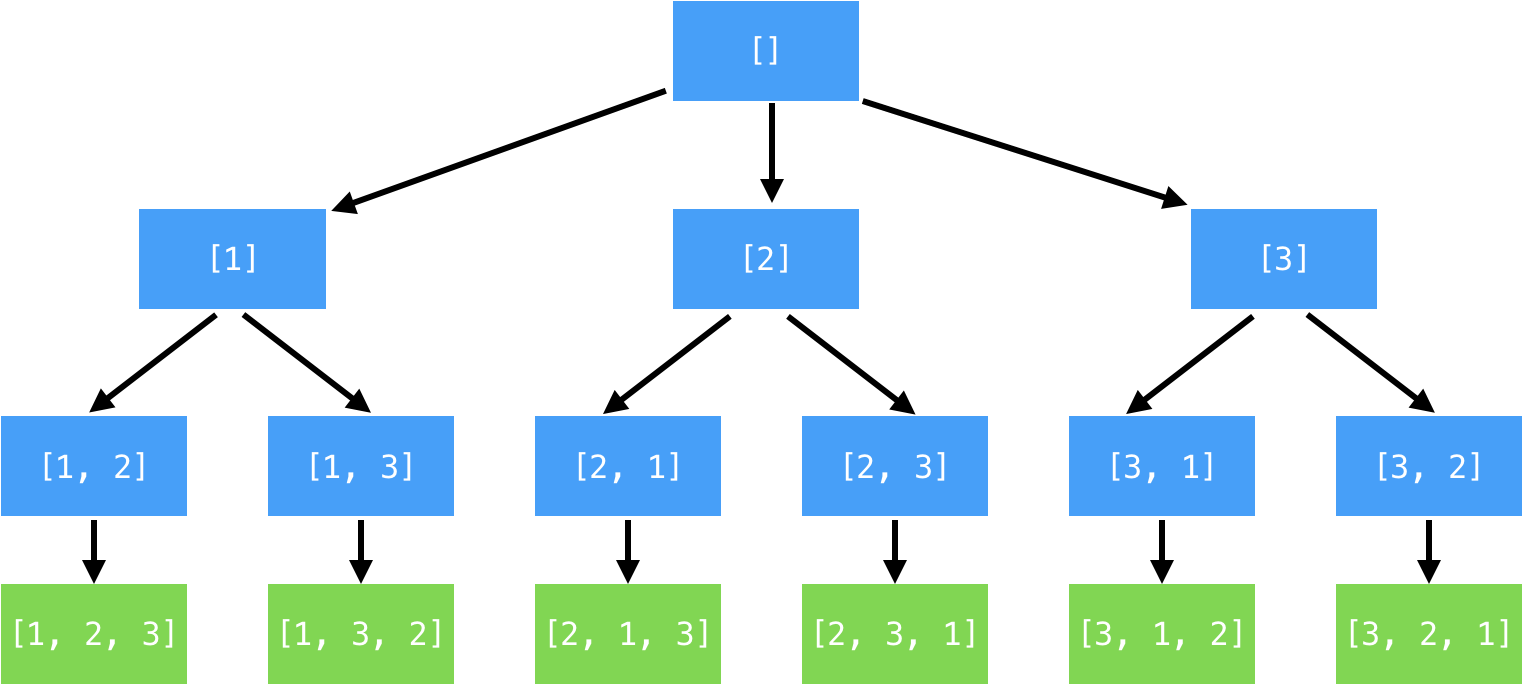 []
[1]
[2]
[3]
[1, 2]
[1, 3]
[2, 1]
[2, 3]
[3, 1]
[3, 2]
[1, 2, 3]
[1, 3, 2]
[2, 1, 3]
[2, 3, 1]
[3, 1, 2]
[3, 2, 1]